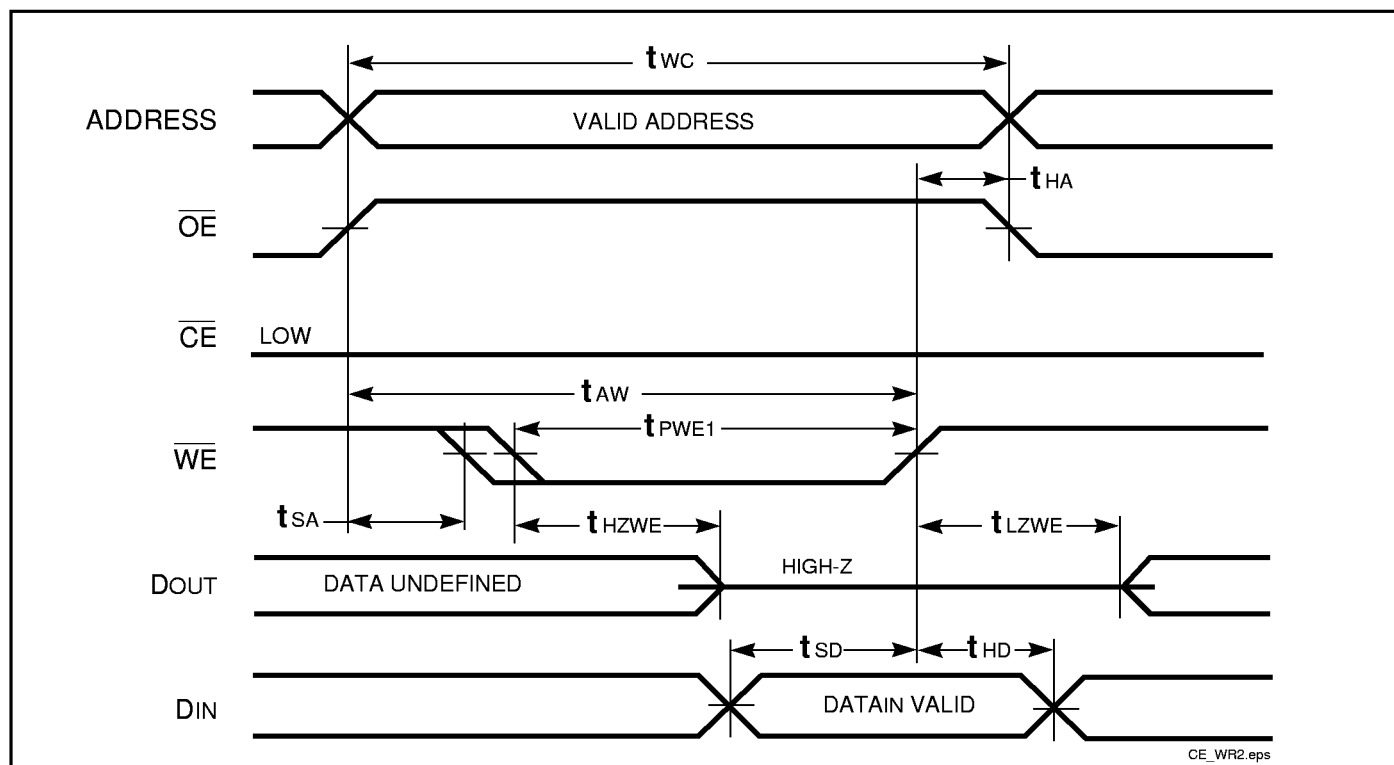 tWC
ADDRESS
VALID ADDRESS
tHA
OE
CE
LOW
tAW
tPWE1
WE
tSA
tHZWE
tLZWE
DOUT
DATA UNDEFINED
HIGH-Z
tSD
tHD
DIN
DATAIN VALID
CE_WR2.eps